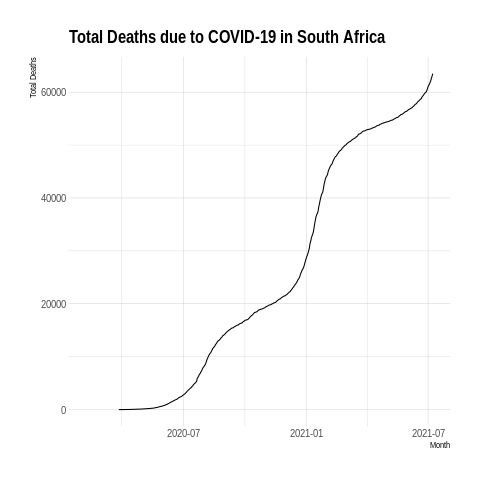 Total Deaths due to COVID-19 in South Africa
Total Deaths
60000
40000
20000
0
2020-07 2021-01 2021-07
Month